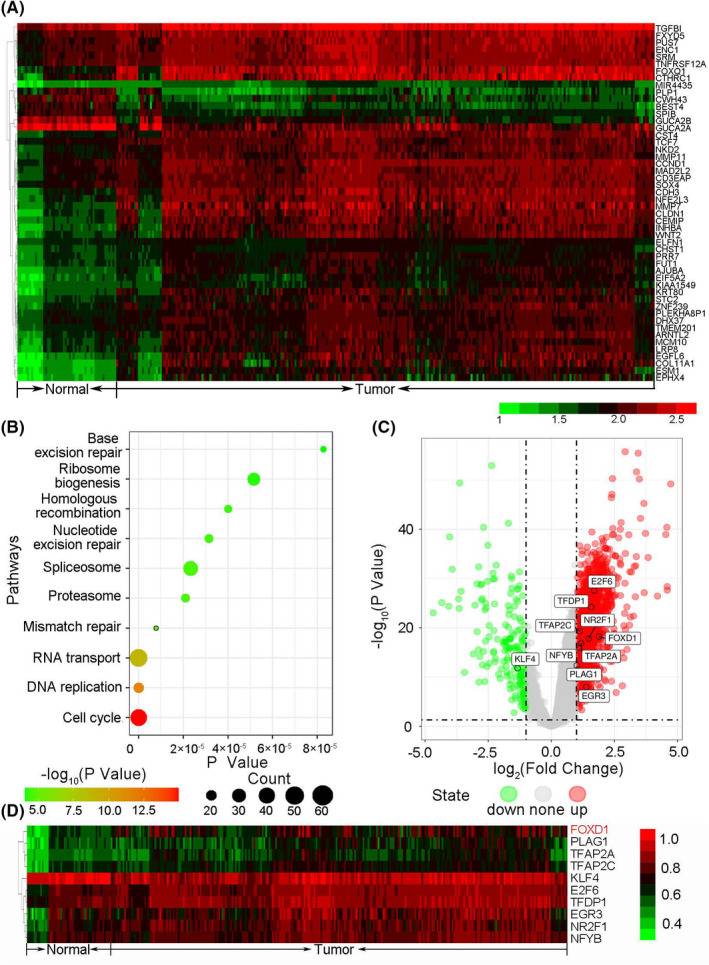 (A)
TGFBI
FXYD5
PUS7
ENC1
SRM
TNFRSF12A
FOXQ1
CTHRC1
MIR4435
PLP1
CWH43
BEST4
SPIB
GUCA2B
GUCA2A
CST4
TCF7
NKD2
MMP11
CCND1
MAD2L2
CD3EAP
SOX4
CDH3
NFE2L3
MMP7
CLDN1
CEMIP
INHBA
WNT2
ELFN1
CHST1
PRR7
FUT1
AJUBA
EIF5A2
KIAA1549
KRT80
STC2
ZNF239
PLEKHA8P1
DHX37
TMEM201
ARNTL2
MCM10
LRP8
EGFL6
COL11A1
ESM1
EPHX4
Normal Tumor
1 1.5 2.0 2.5
(B)
Pathways
Base
excision repair
Ribosome
biogenesis
Homologous
recombination
Nucleotide
excision repair
Spliceosome
Proteasome
Mismatch repair
RNA transport
DNA replication
Cell cycle
0 2×10⁻⁵ 4×10⁻⁵ 6×10⁻⁵ 8×10⁻⁵
P Value
-log₁₀(P Value)
5.0 7.5 10.0 12.5
Count
20 30 40 50 60
(C)
-log₁₀(P Value)
40
20
0
E2F6
TFDP1
NR2F1
TFAP2C
FOXD1
NFYB
TFAP2A
KLF4
PLAG1
EGR3
-5.0 -2.5 0.0 2.5 5.0
log₂(Fold Change)
State
down none up
(D)
FOXD1
PLAG1
TFAP2A
TFAP2C
KLF4
E2F6
TFDP1
EGR3
NR2F1
NFYB
Normal Tumor
1.0
0.8
0.6
0.4